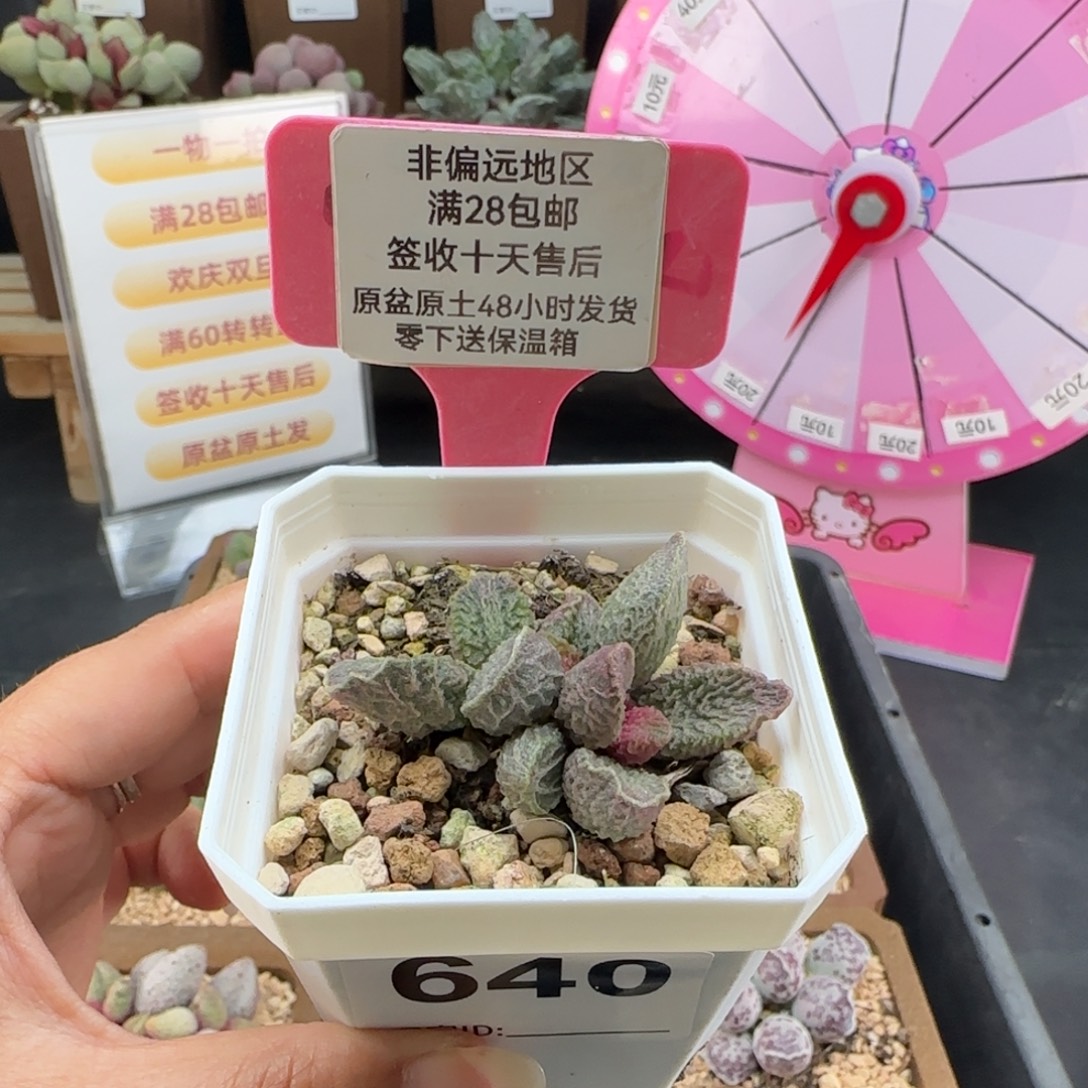 一物一拍
满28包邮
欢庆双旦
满60转转
签收十天售后
原盆原土发
非偏远地区
满28包邮
签收十天售后
原盆原土48小时发货
零下送保温箱
10元
20元
10元
20元
10元
20元
640
ID: